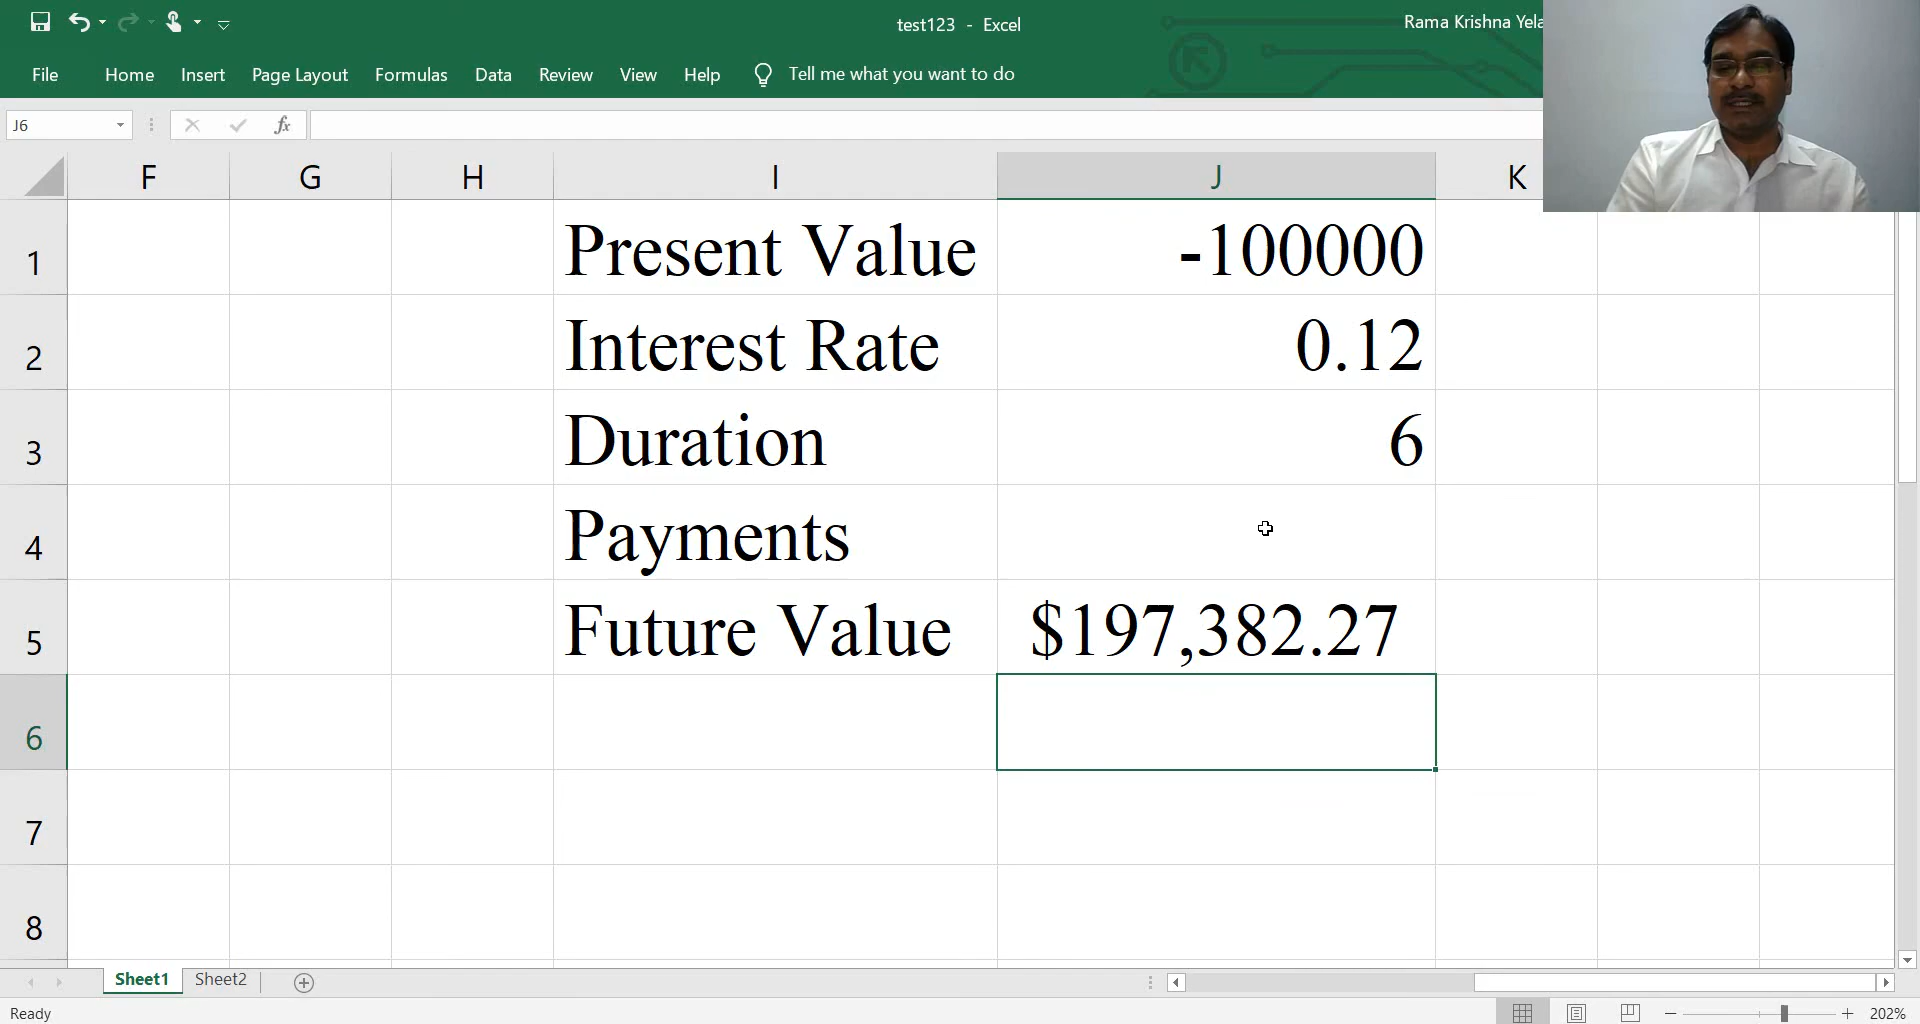 test123 - Excel
Rama Krishna Yela
File Home Insert Page Layout Formulas Data Review View Help Tell me what you want to do
J6 fx
F G H I J K
1 Present Value -100000
2 Interest Rate 0.12
3 Duration 6
4 Payments
5 Future Value $197,382.27
6
7
8
Sheet1 Sheet2
Ready 202%